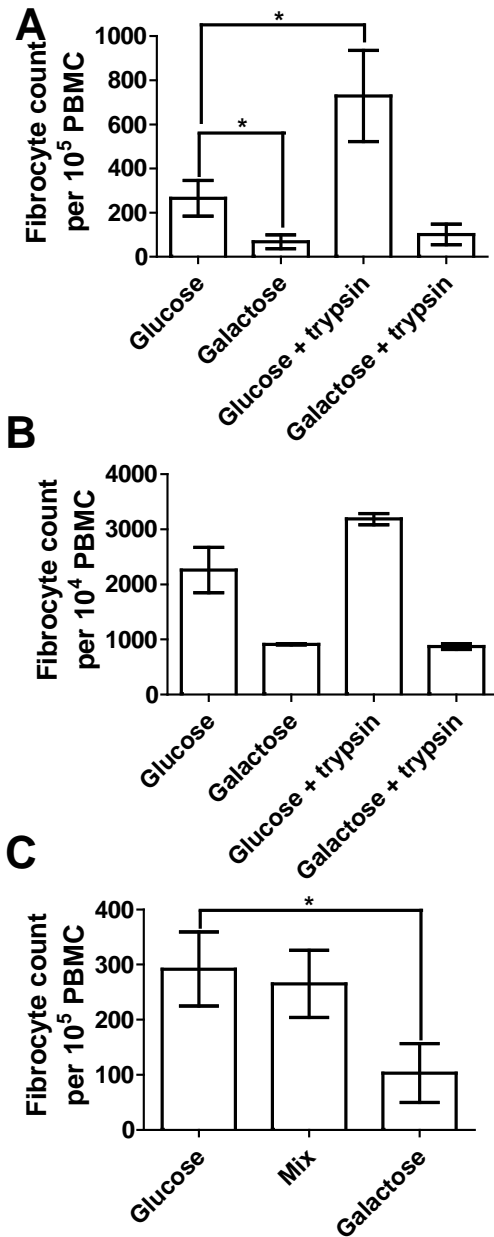 A
Fibrocyte count
per 10⁵ PBMC
1000
800
600
400
200
0
*
*
Glucose
Galactose
Glucose + trypsin
Galactose + trypsin
B
Fibrocyte count
per 10⁴ PBMC
4000
3000
2000
1000
0
Glucose
Galactose
Glucose + trypsin
Galactose + trypsin
C
Fibrocyte count
per 10⁵ PBMC
400
300
200
100
0
*
Glucose
Mix
Galactose